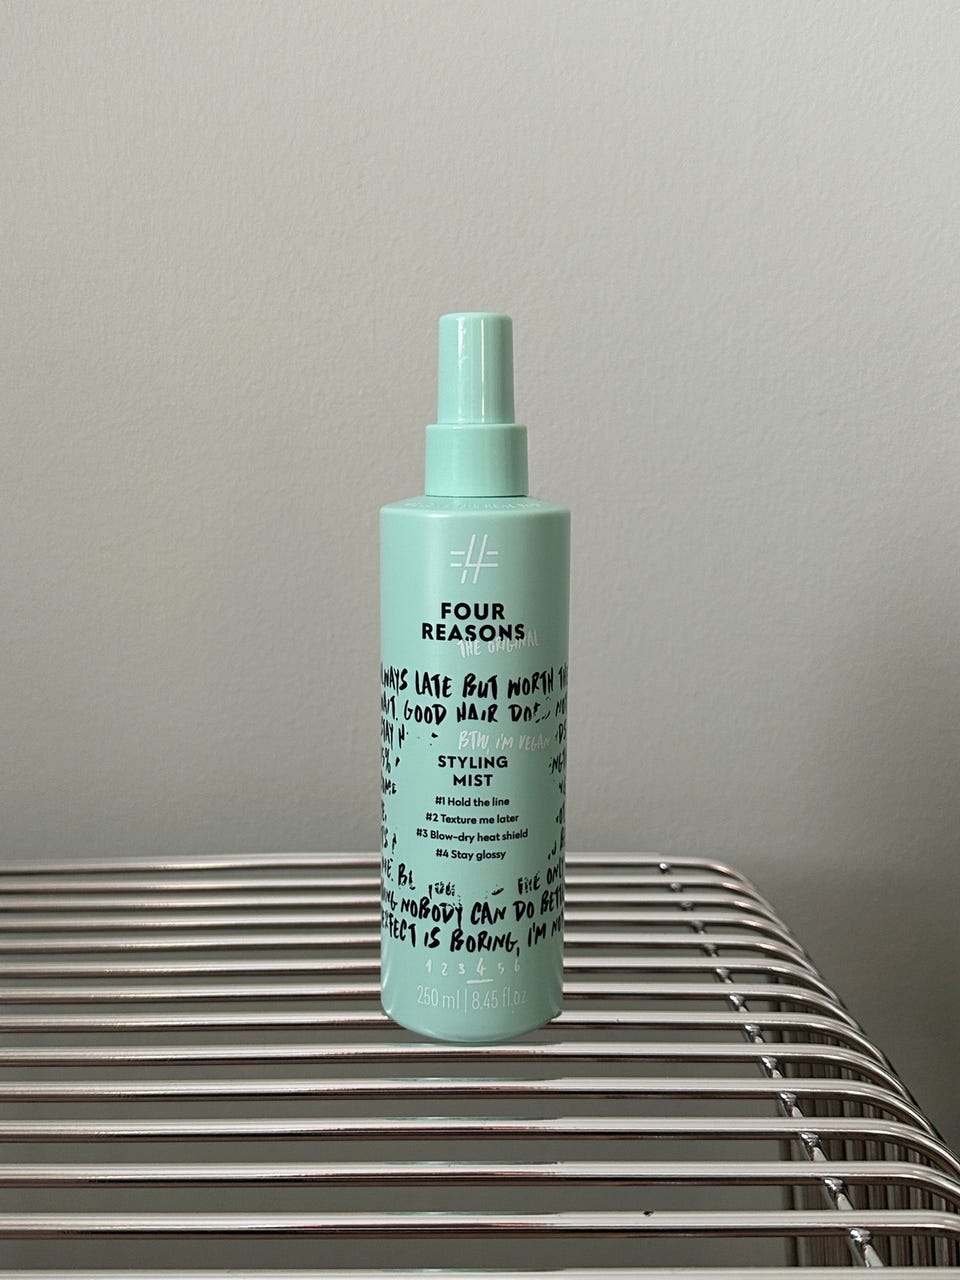 FOUR
REASONS
THE ORIGINAL
LATE BUT WORTH
GOOD HAIR
BTW, I'M VEGAN
STYLING
MIST
#1 Hold the line
#2 Texture me later
#3 Blow-dry heat shield
#4 Stay glossy
THE
NOBODY CAN DO
IS BORING, I'M
1 2 3 4 5 6
250 ml | 8.45 fl.oz